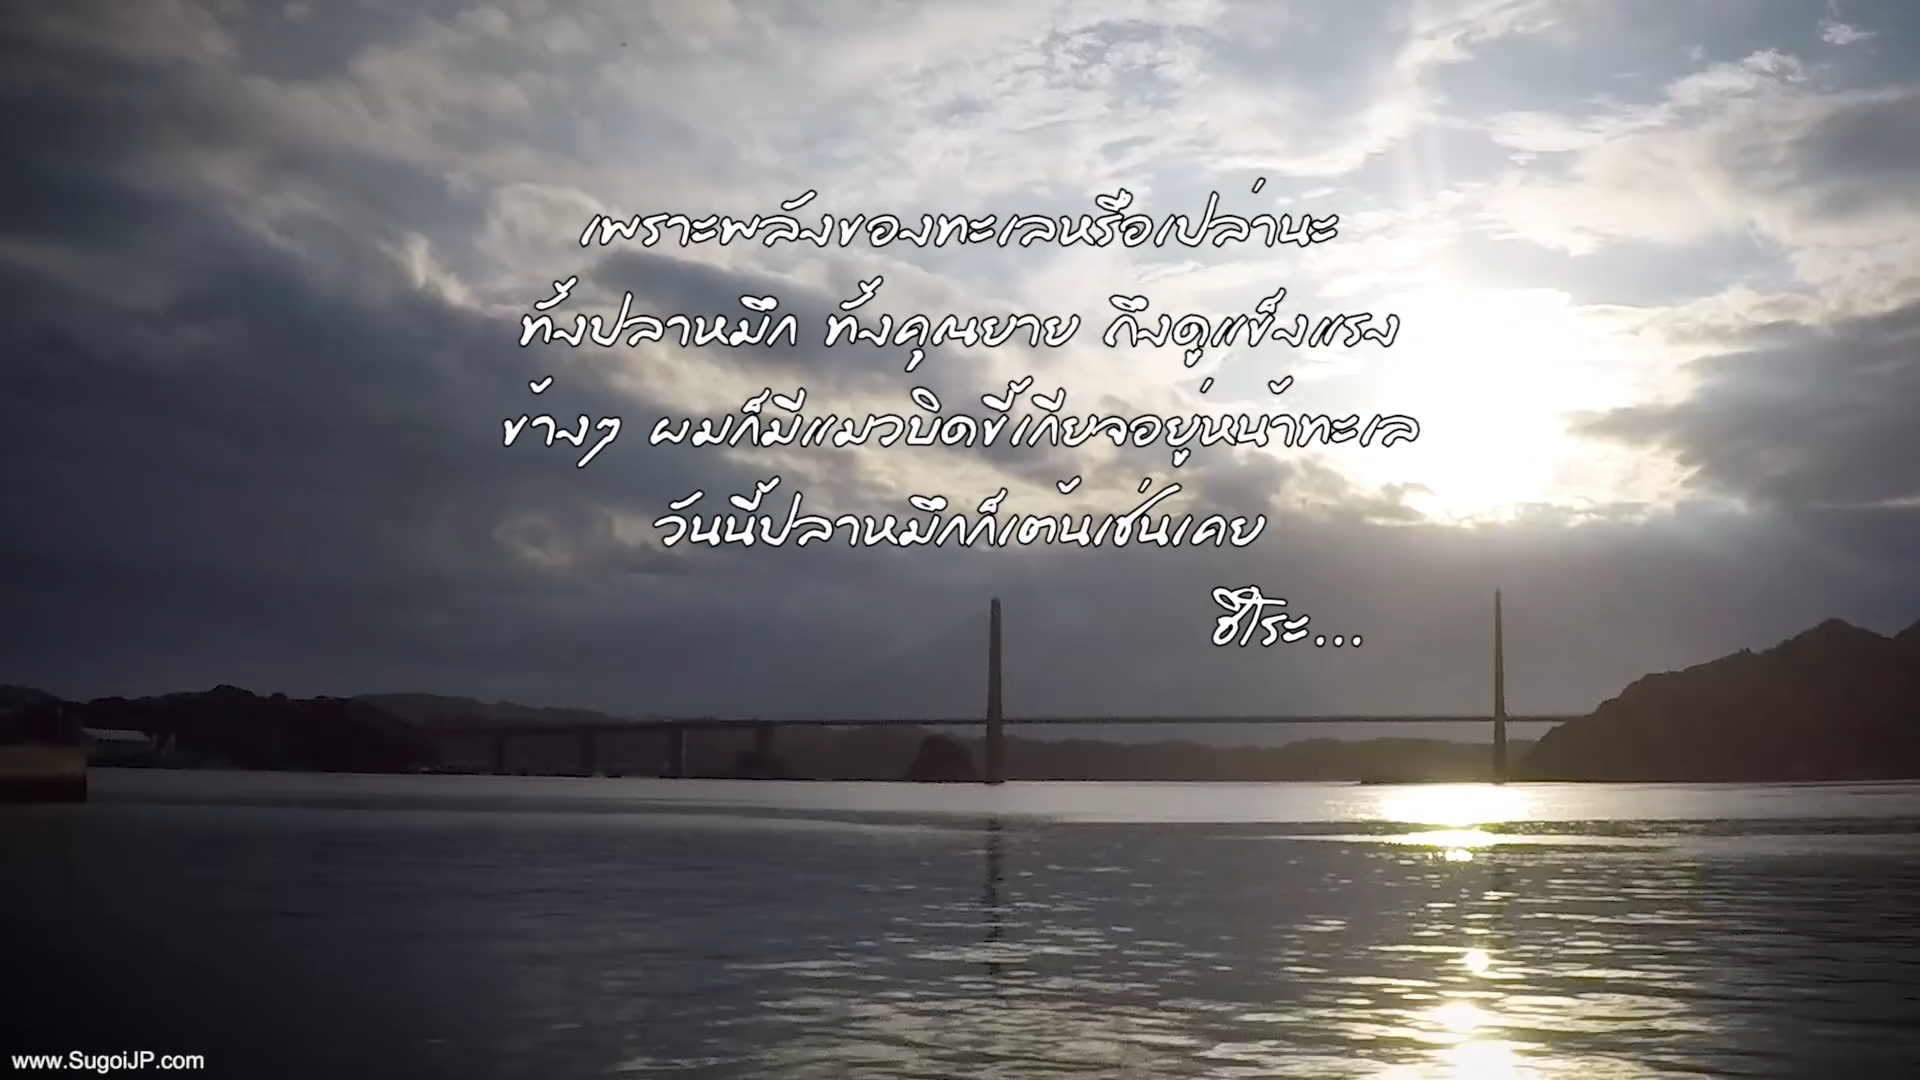 เพราะพลังของทะเลหรือเปล่านะ
ทั้งปลาหมึก ทั้งคุณยาย ถึงดูแข็งแรง
ข้างๆ ผมก็มีแมวบิดขี้เกียจอยู่หน้าทะเล
วันนี้ปลาหมึกก็เต้นเช่นเคย
ฮิโระ...
www.SugoiJP.com